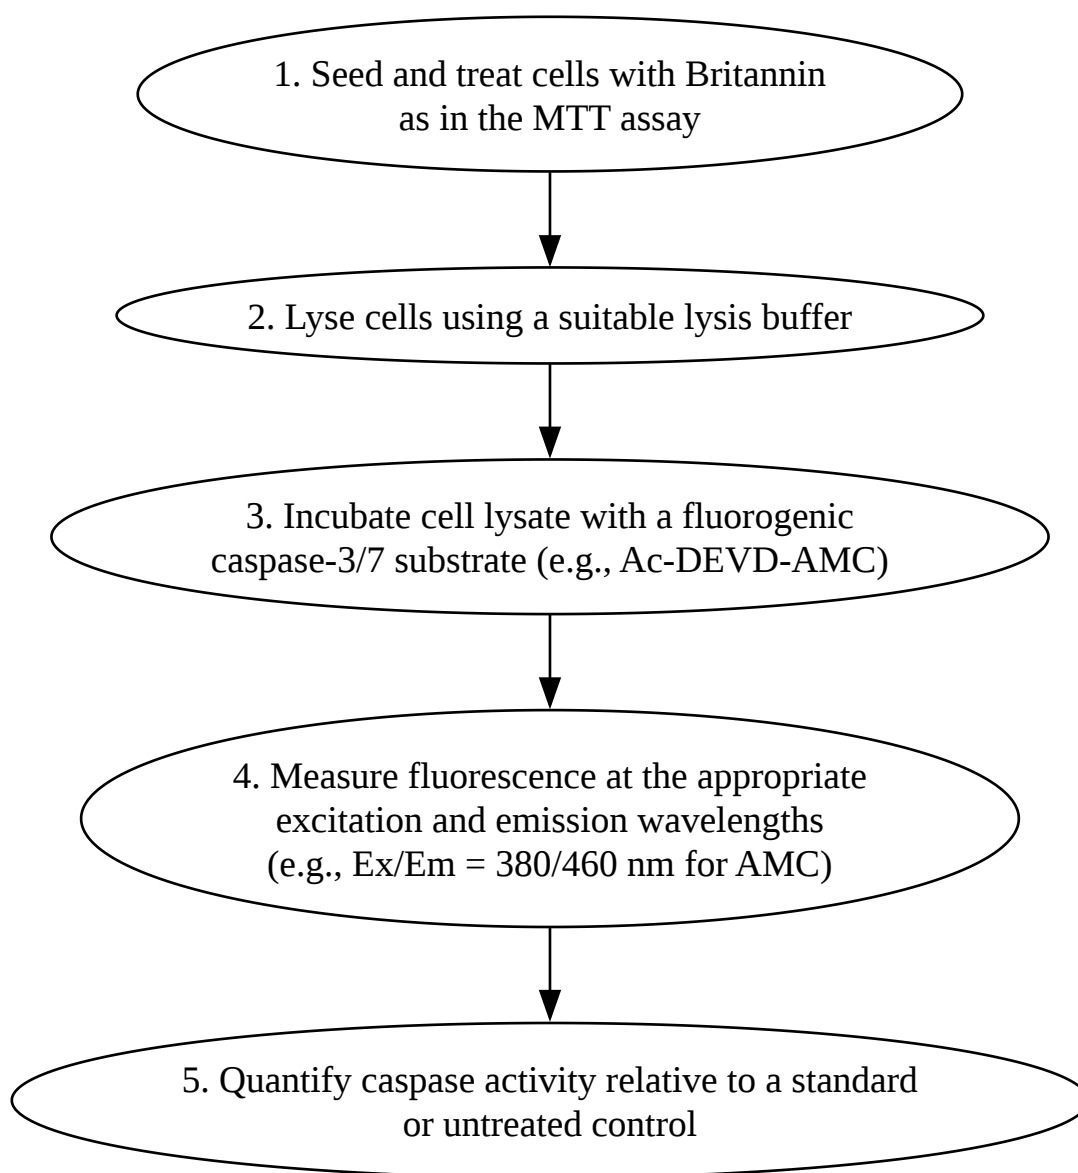 1. Seed and treat cells with Britannin
as in the MTT assay
2. Lyse cells using a suitable lysis buffer
3. Incubate cell lysate with a fluorogenic
caspase-3/7 substrate (e.g., Ac-DEVD-AMC)
4. Measure fluorescence at the appropriate
excitation and emission wavelengths
(e.g., Ex/Em = 380/460 nm for AMC)
5. Quantify caspase activity relative to a standard
or untreated control